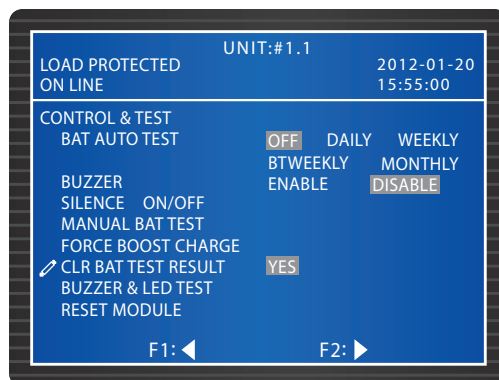 UNIT:#1.1
LOAD PROTECTED 2012-01-20
ON LINE 15:55:00
CONTROL & TEST
BAT AUTO TEST OFF DAILY WEEKLY
BTWEEKLY MONTHLY
BUZZER ENABLE DISABLE
SILENCE ON/OFF
MANUAL BAT TEST
FORCE BOOST CHARGE
CLR BAT TEST RESULT YES
BUZZER & LED TEST
RESET MODULE
F1: F2: